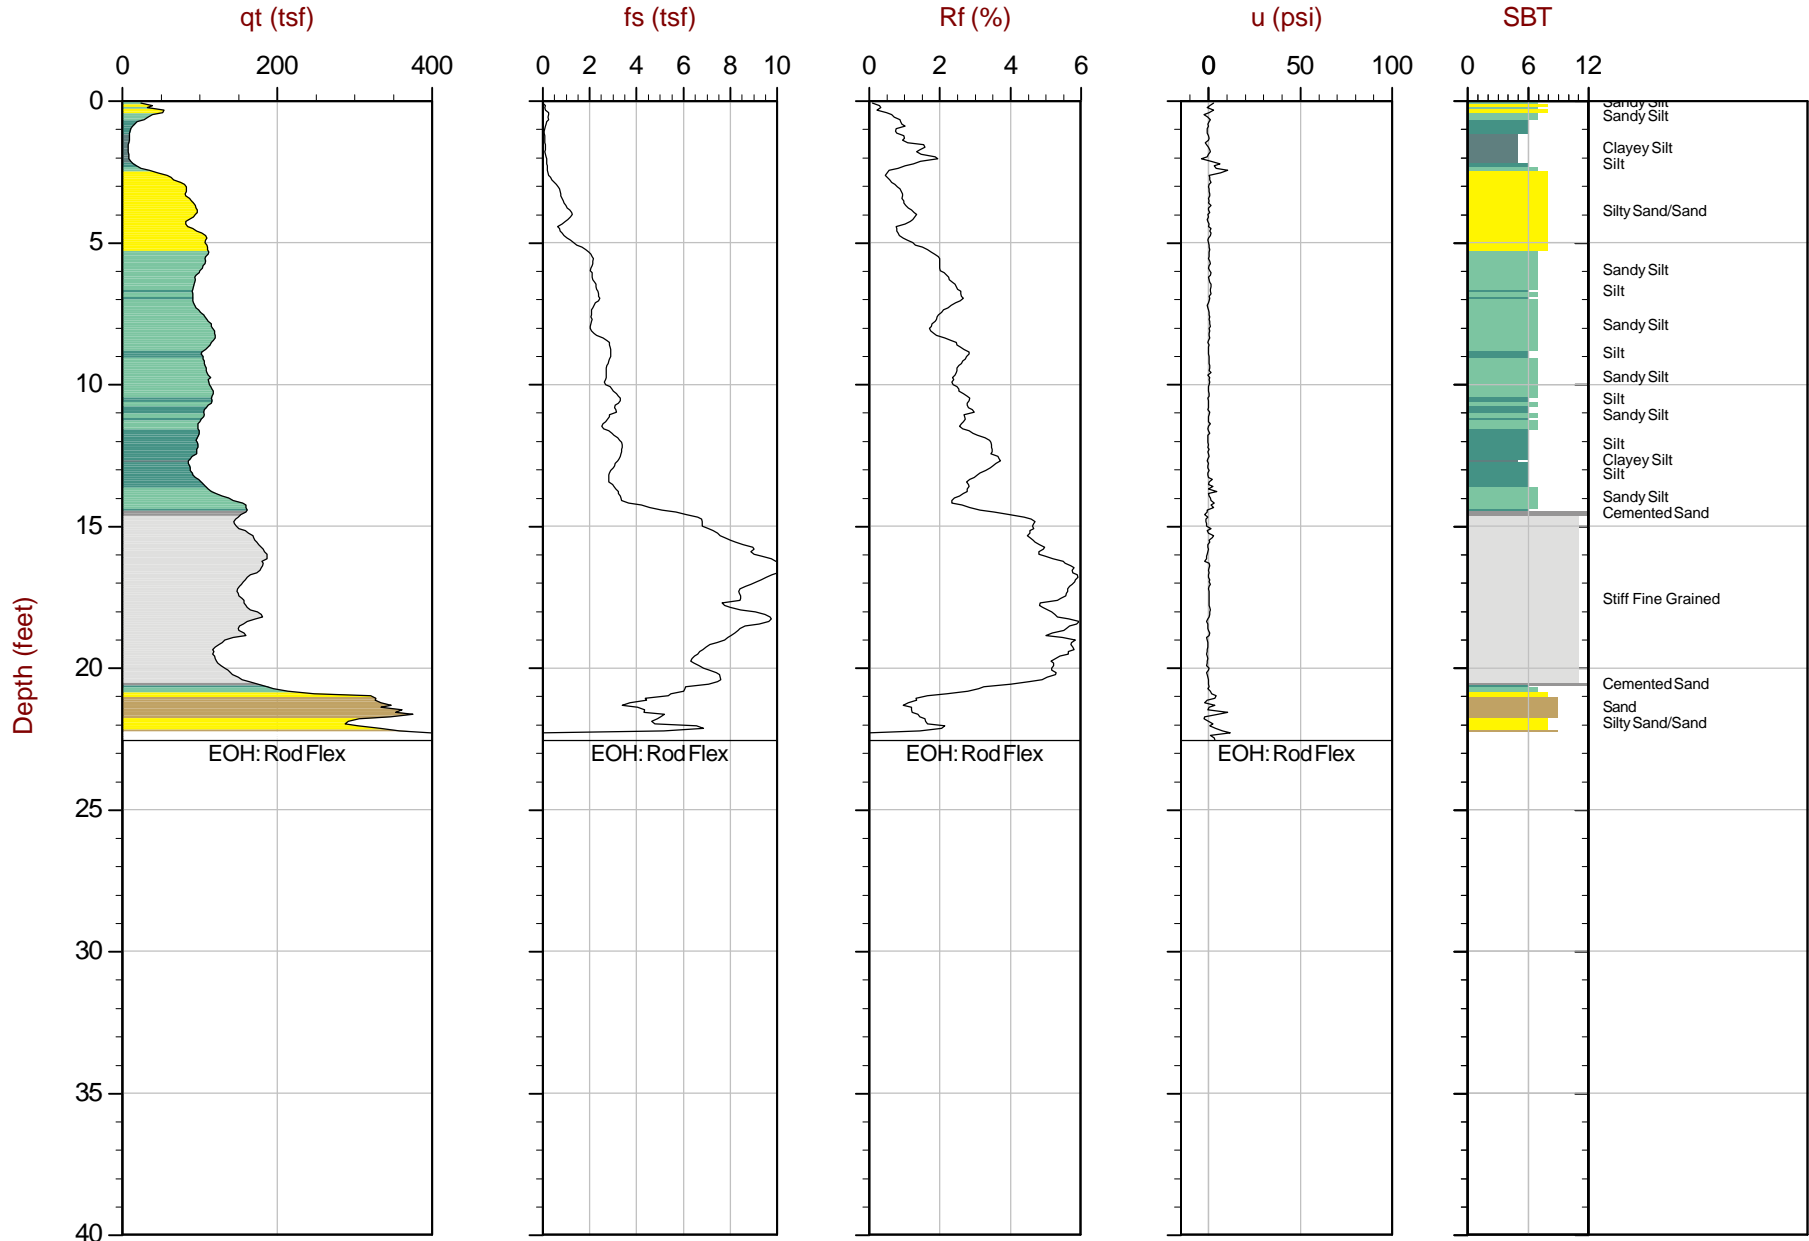 qt (tsf) fs (tsf) Rf (%) u (psi) SBT
0 200 400 0 2 4 6 8 10 0 2 4 6 0 50 100 0 6 12
0
Sandy Silt
Sandy Silt
Clayey Silt
Silt
Silty Sand/Sand
5
Sandy Silt
Silt
Sandy Silt
Silt
Sandy Silt
10
Silt
Sandy Silt
Silt
Clayey Silt
Silt
Sandy Silt
Cemented Sand
15
Stiff Fine Grained
Depth (feet)
20
Cemented Sand
Sand
Silty Sand/Sand
EOH: Rod Flex EOH: Rod Flex EOH: Rod Flex EOH: Rod Flex
25
30
35
40